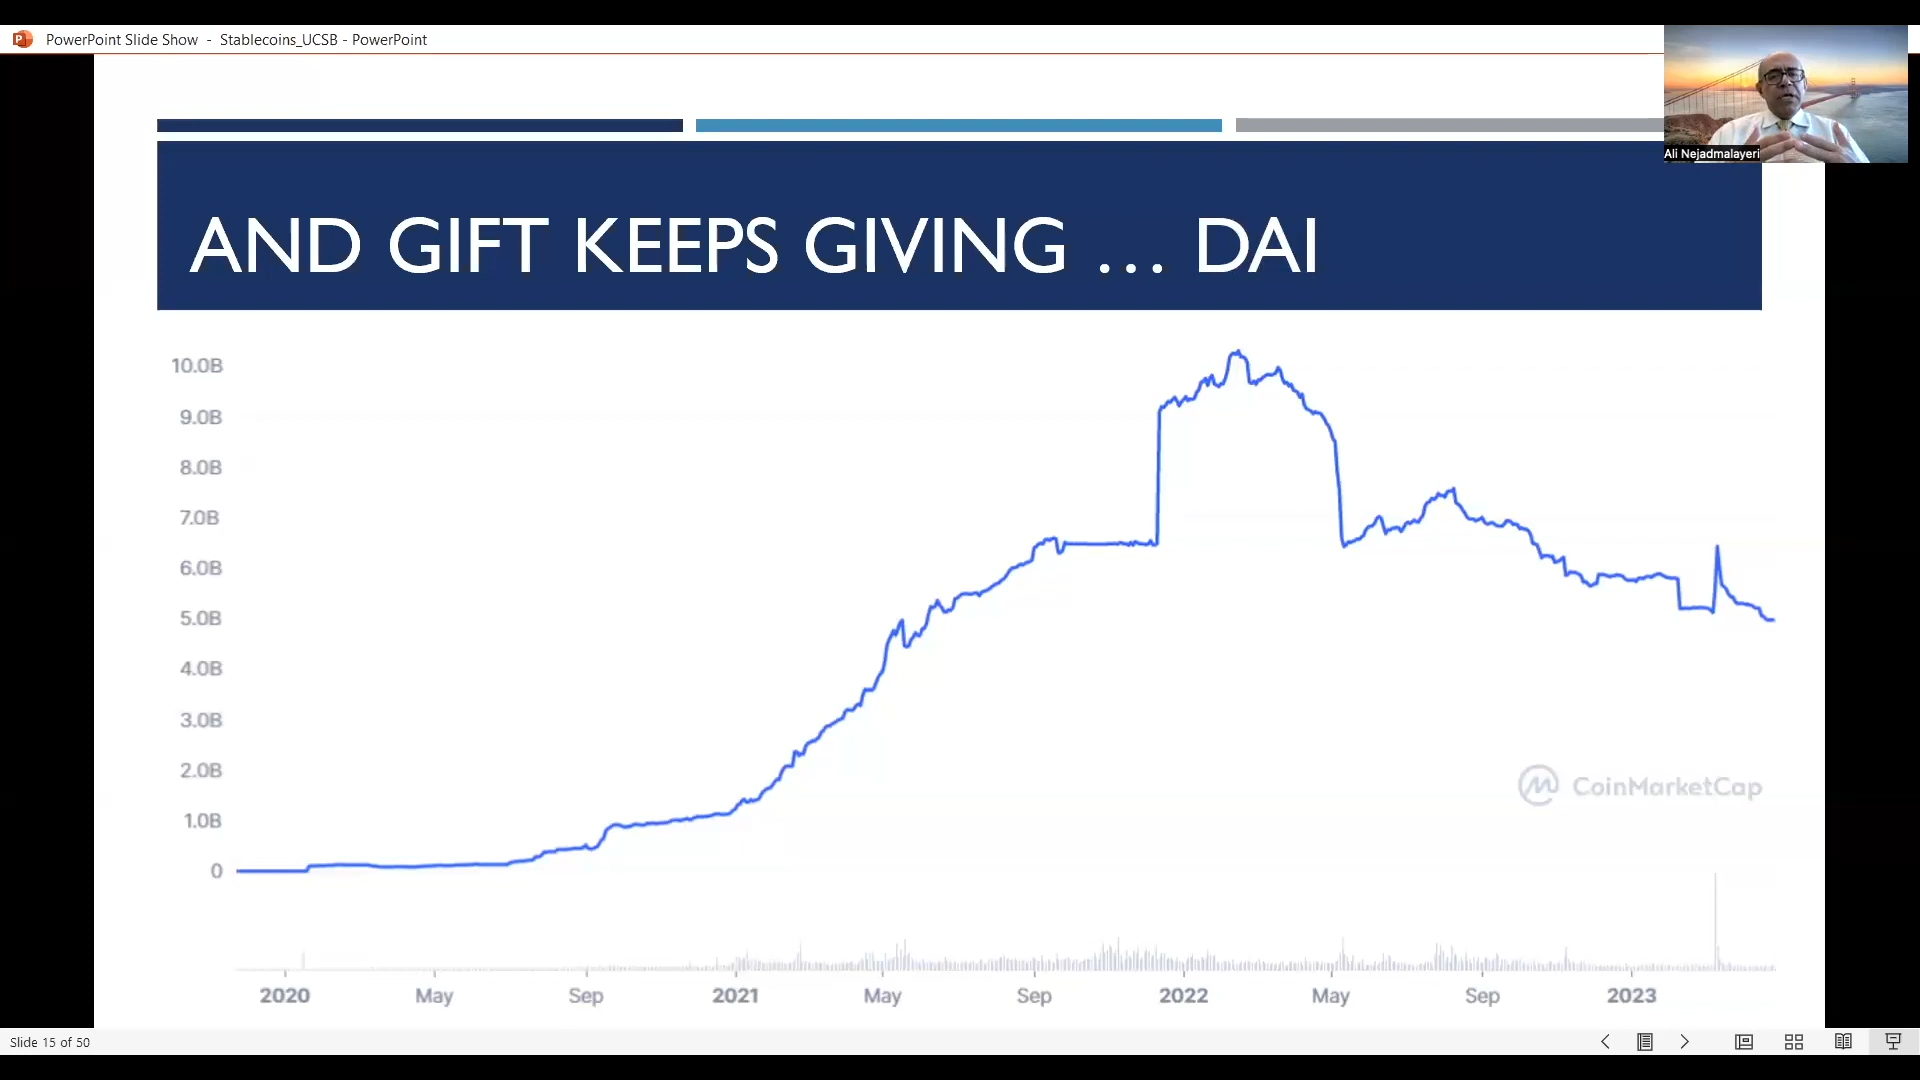 PowerPoint Slide Show - Stablecoins_UCSB - PowerPoint
Ali Nejadmalayeri
AND GIFT KEEPS GIVING … DAI
10.0B
9.0B
8.0B
7.0B
6.0B
5.0B
4.0B
3.0B
2.0B
1.0B
0
CoinMarketCap
2020 May Sep 2021 May Sep 2022 May Sep 2023
Slide 15 of 50